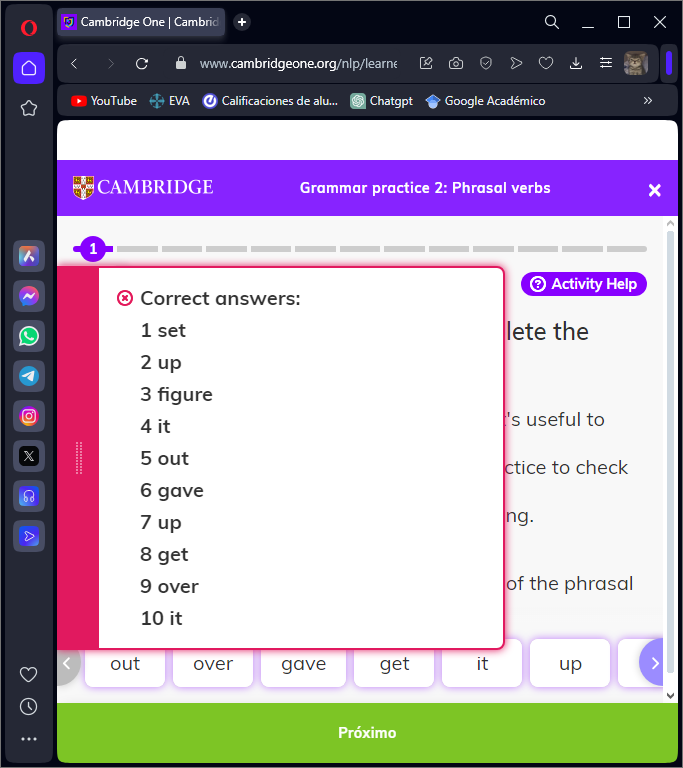 Cambridge One | Cambrid
www.cambridgeone.org/nlp/learne
YouTube
EVA
Calificaciones de alu...
Chatgpt
Google Académico
CAMBRIDGE
Grammar practice 2: Phrasal verbs
1
Activity Help
Correct answers:
1 set
2 up
3 figure
4 it
5 out
6 gave
7 up
8 get
9 over
10 it
lete the
's useful to
ctice to check
ng.
of the phrasal
out
over
gave
get
it
up
Próximo